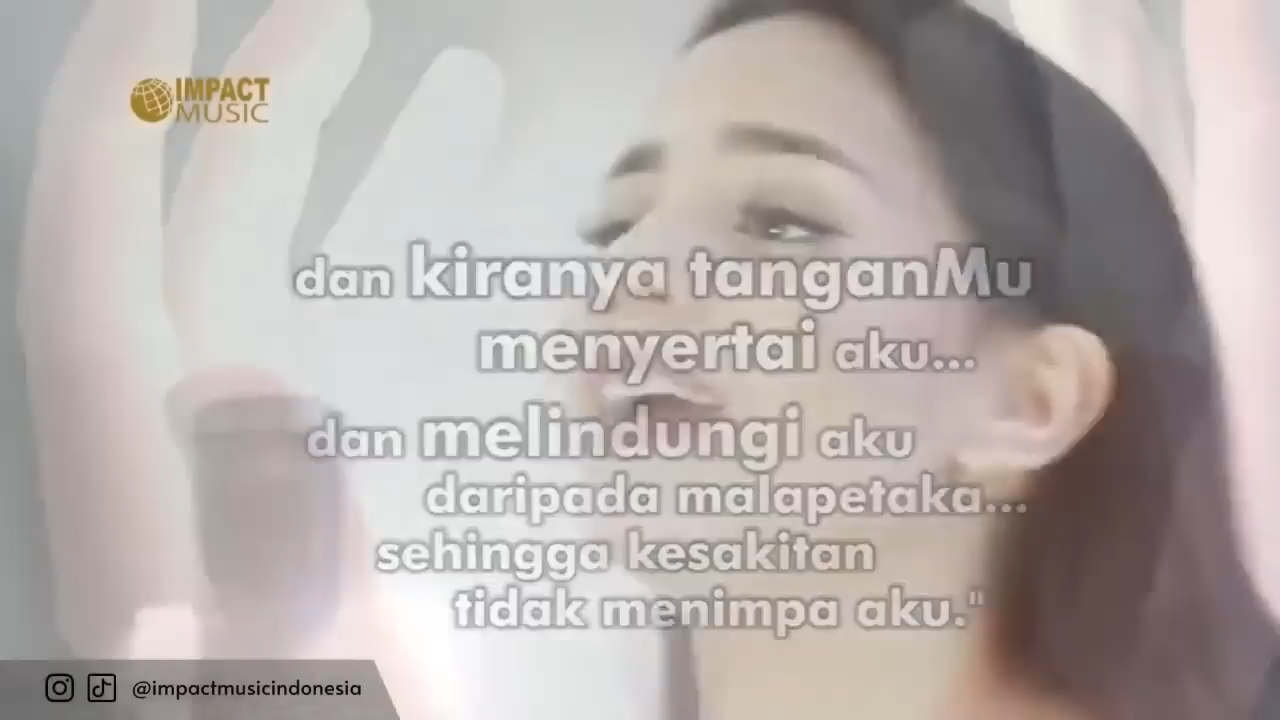 IMPACT
MUSIC
dan kiranya tanganMu
menyertai aku...
dan melindungi aku
daripada malapetaka...
sehingga kesakitan
tidak menimpa aku."
@impactmusicindonesia